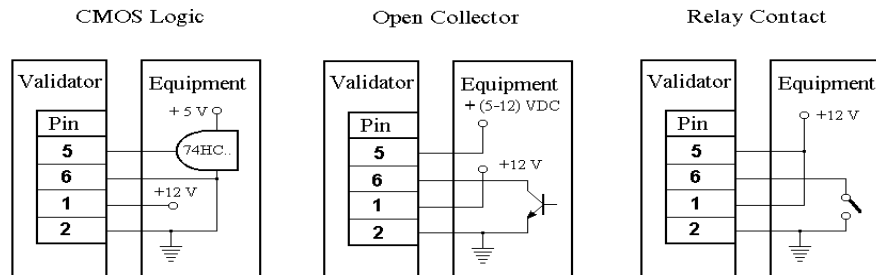 CMOS Logic
Validator
Equipment
Pin
5
6
1
2
+ 5 V
74HC..
+12 V
Open Collector
Validator
Equipment
Pin
5
6
1
2
+ (5-12) VDC
+12 V
Relay Contact
Validator
Equipment
Pin
5
6
1
2
+12 V